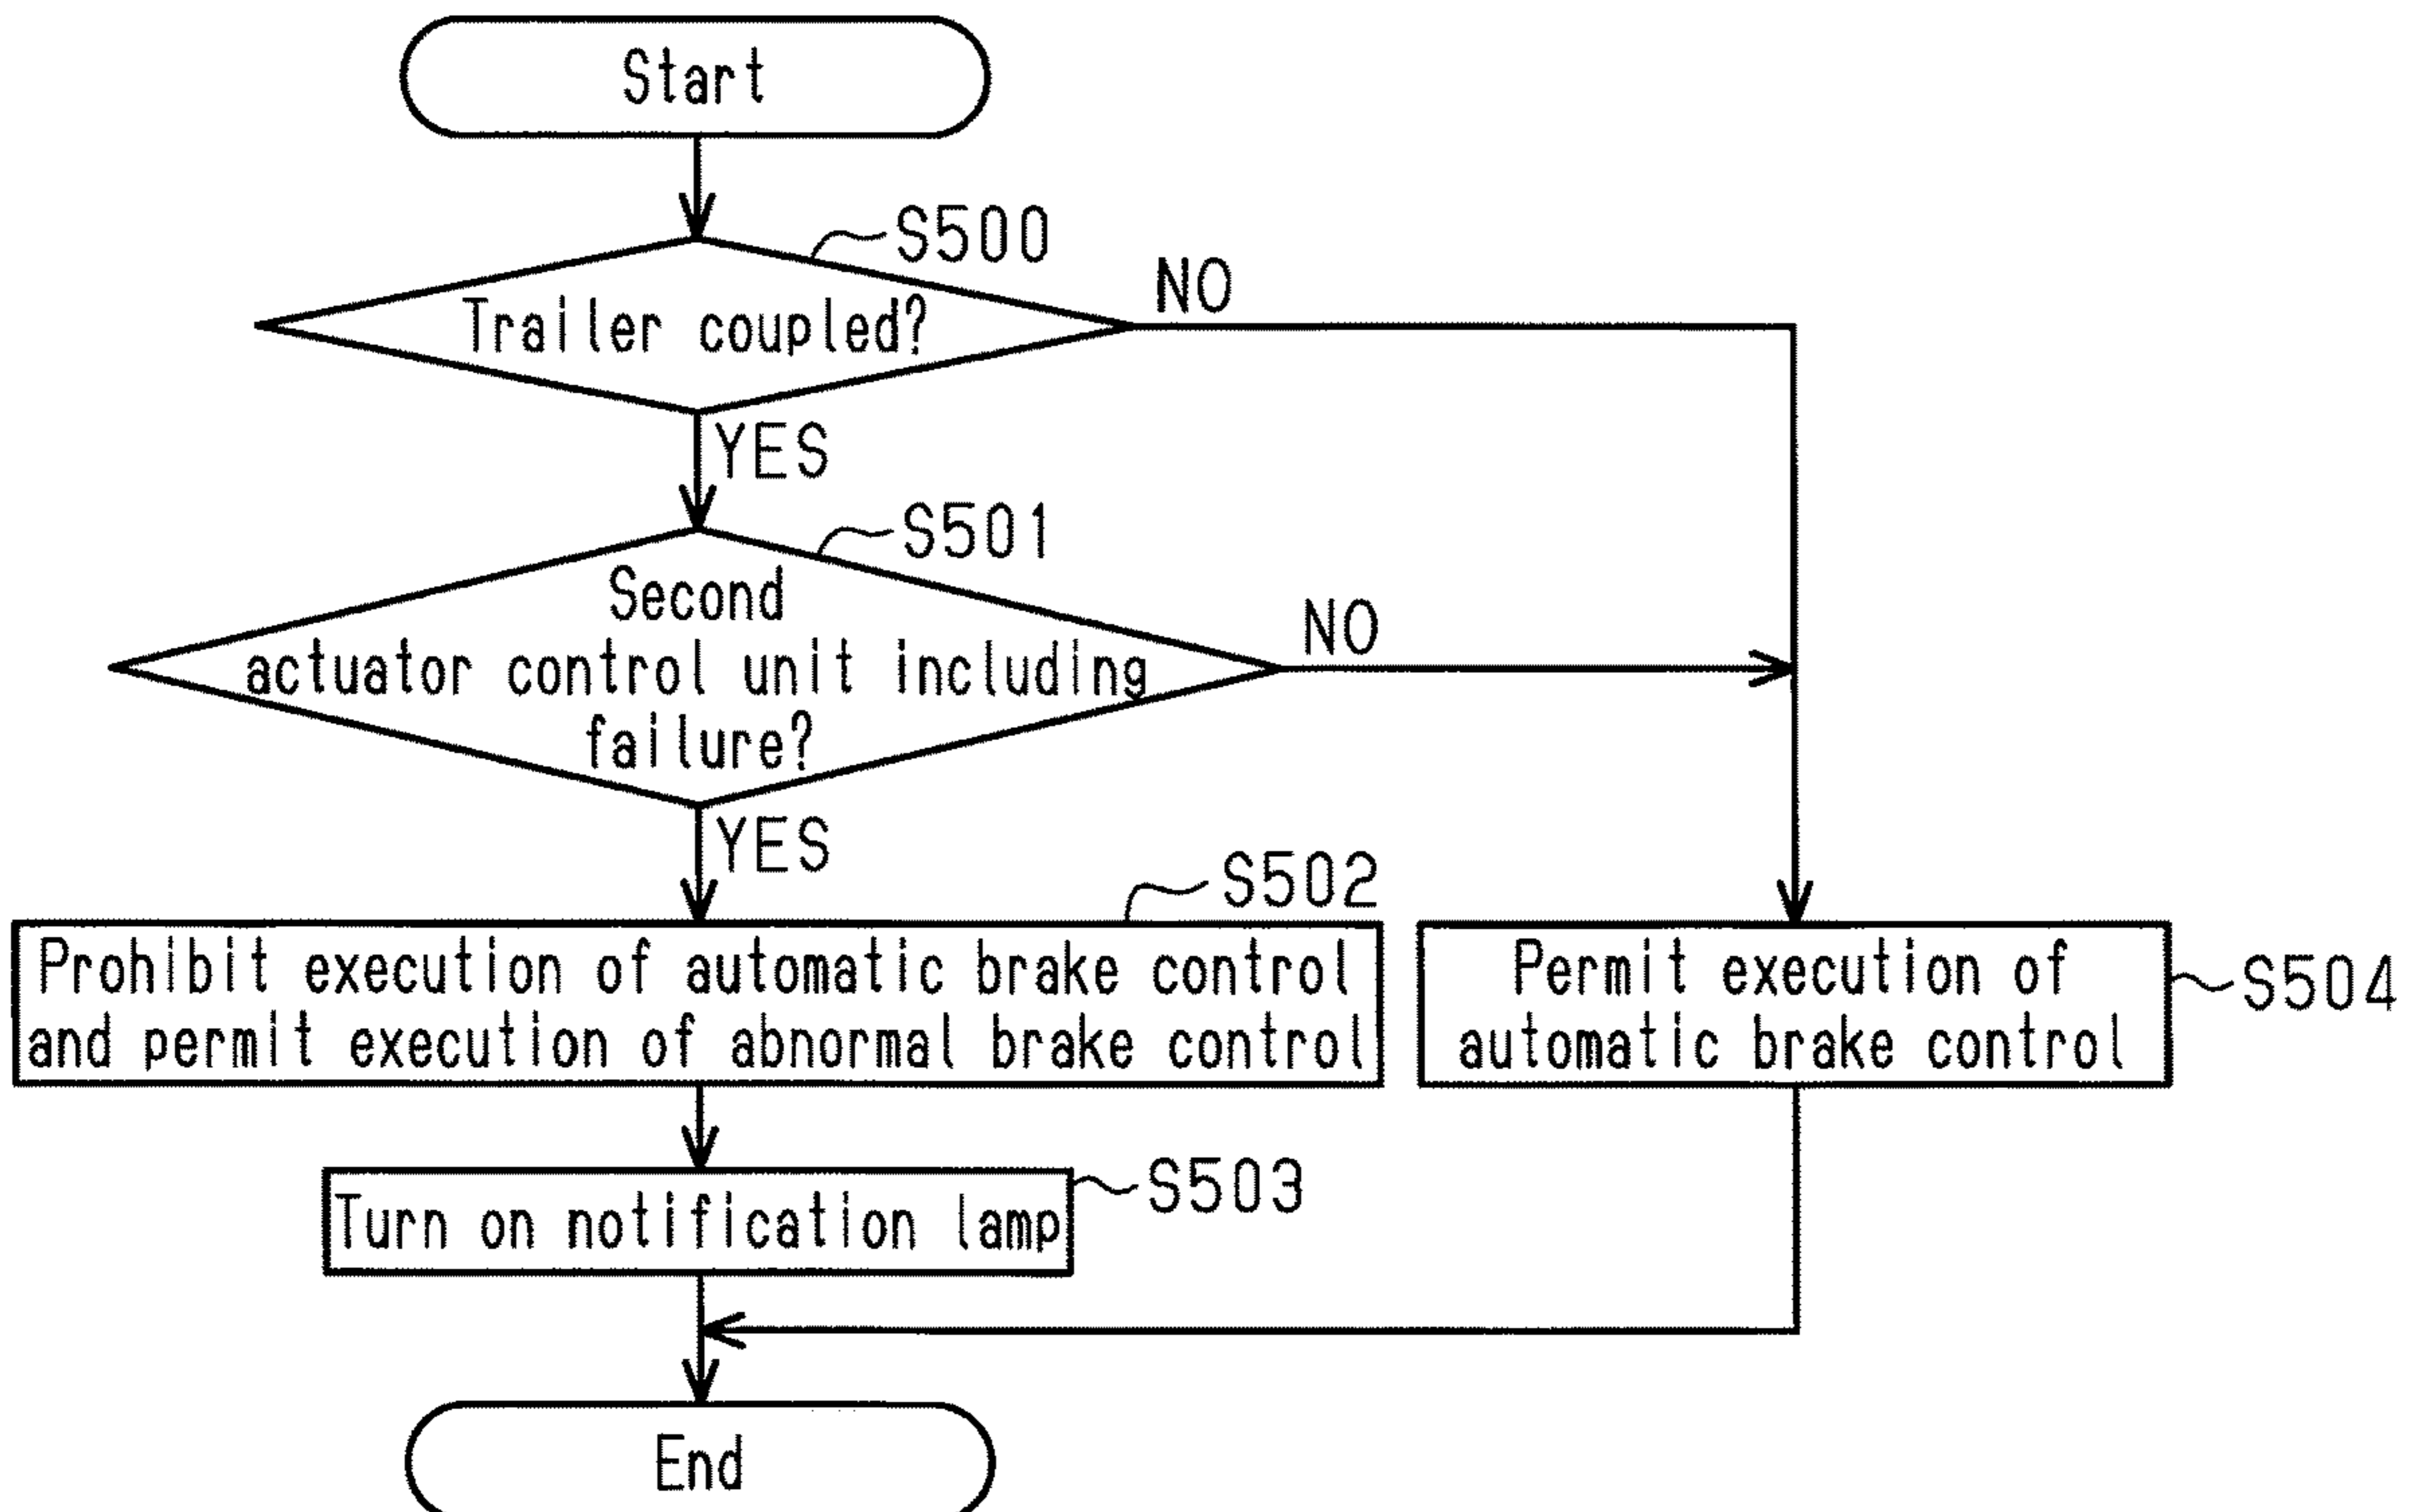 Start
S500
NO
Trailer coupled?
YES
S501
Second
NO
actuator control unit including
failure?
YES
S502
Prohibit execution of automatic brake control
and permit execution of abnormal brake control
Permit execution of
automatic brake control
S504
S503
Turn on notification lamp
End